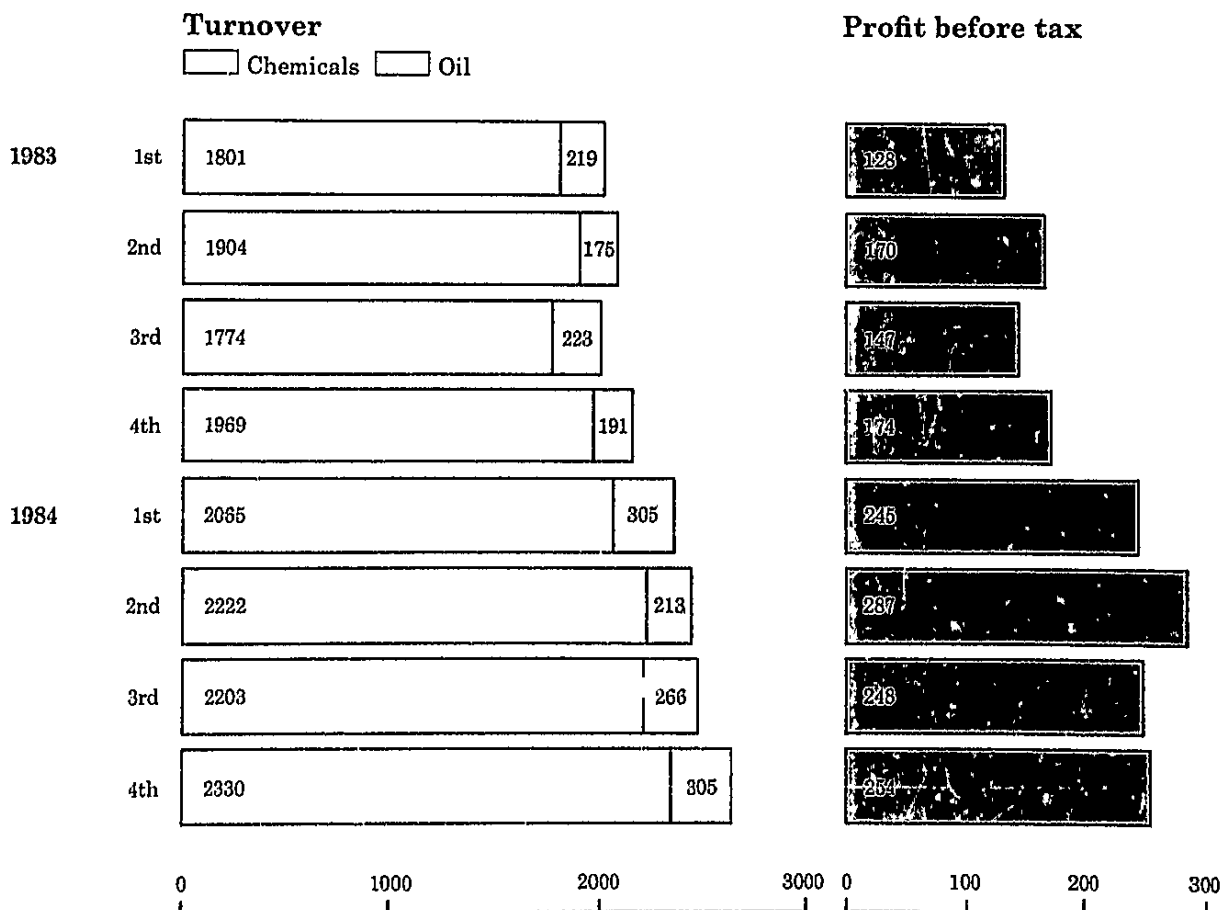 Turnover
Profit before tax
Chemicals Oil
1983 1st 1801 219 128
2nd 1904 175 170
3rd 1774 223 147
4th 1969 191 174
1984 1st 2065 305 245
2nd 2222 213 287
3rd 2203 266 248
4th 2330 305 254
0 1000 2000 3000 0 100 200 300